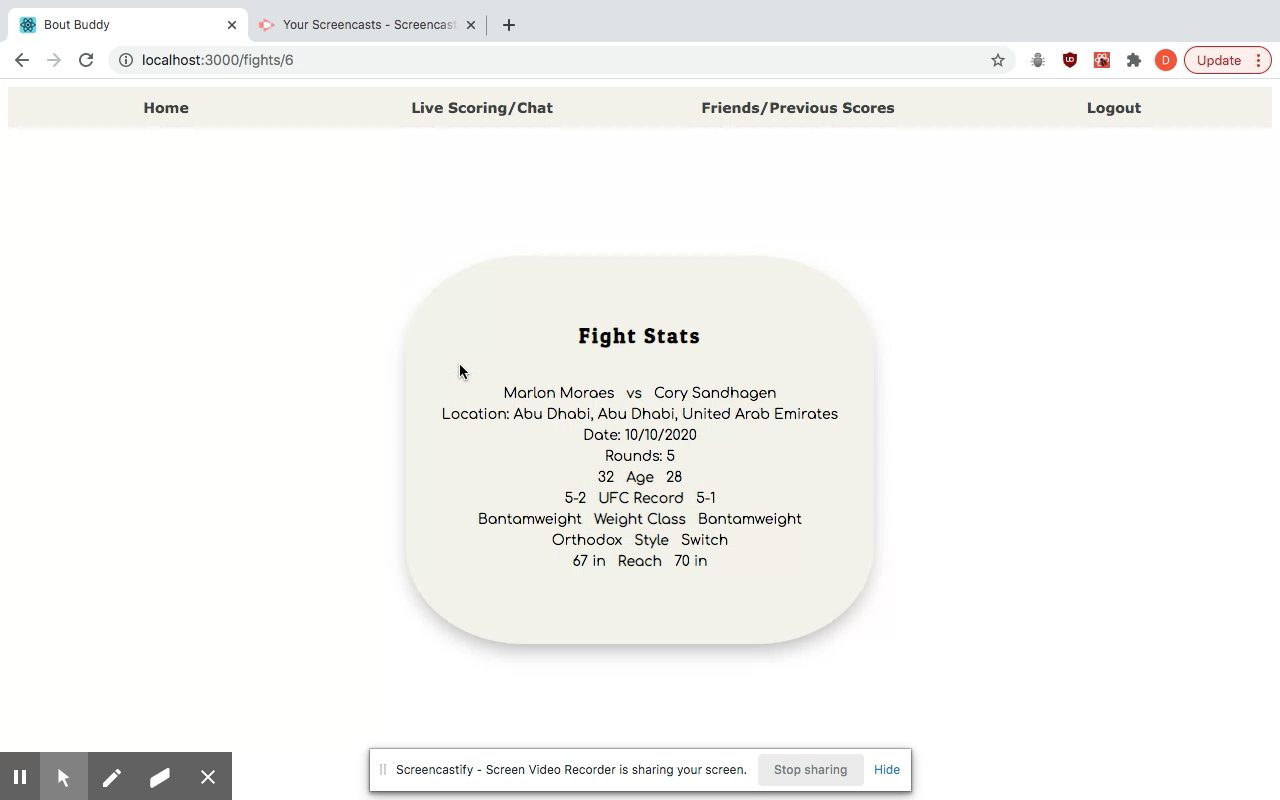 Bout Buddy
Your Screencasts - Screencast
localhost:3000/fights/6
D
Update
Home
Live Scoring/Chat
Friends/Previous Scores
Logout
Fight Stats
Marlon Moraes vs Cory Sandhagen
Location: Abu Dhabi, Abu Dhabi, United Arab Emirates
Date: 10/10/2020
Rounds: 5
32 Age 28
5-2 UFC Record 5-1
Bantamweight Weight Class Bantamweight
Orthodox Style Switch
67 in Reach 70 in
Screencastify - Screen Video Recorder is sharing your screen.
Stop sharing
Hide